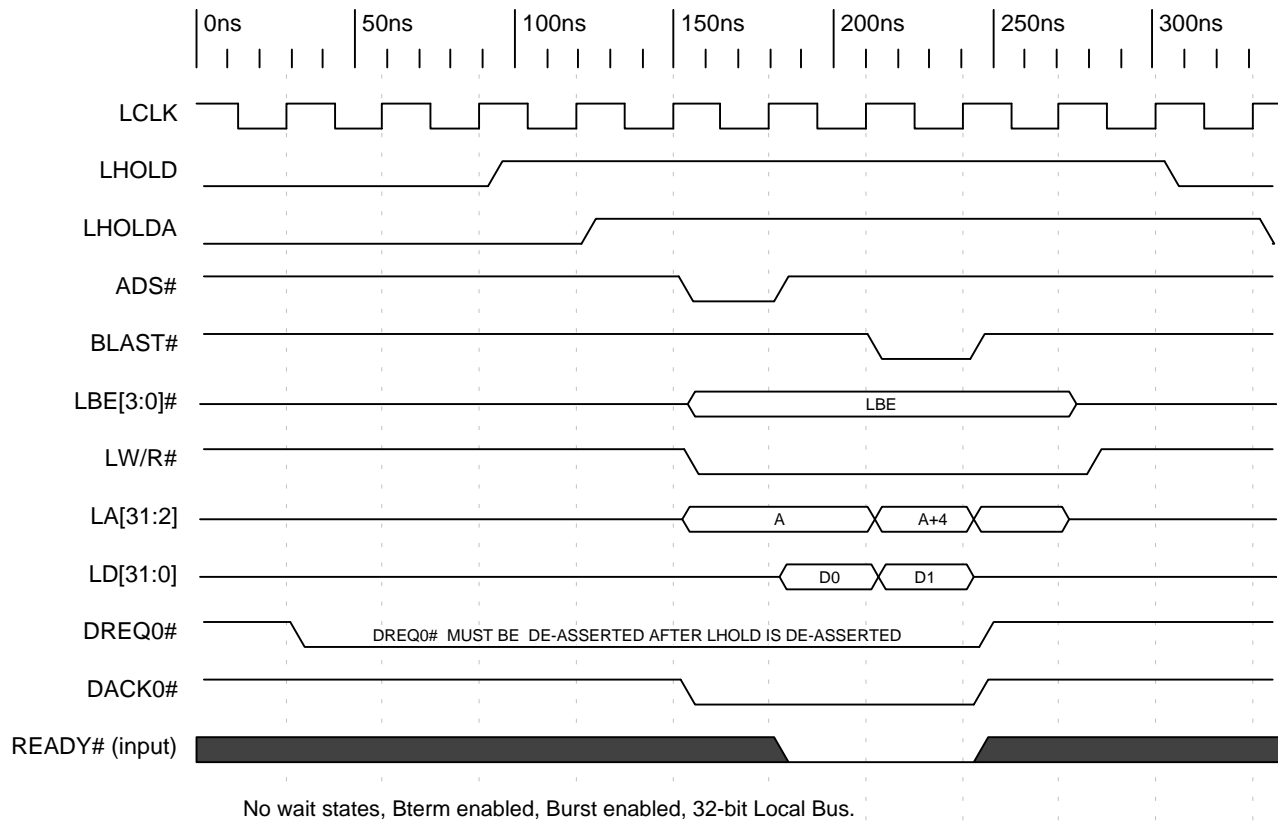 0ns 50ns 100ns 150ns 200ns 250ns 300ns
LCLK
LHOLD
LHOLDA
ADS#
BLAST#
LBE[3:0]# LBE
LW/R#
LA[31:2] A A+4
LD[31:0] D0 D1
DREQ0# DREQ0# MUST BE DE-ASSERTED AFTER LHOLD IS DE-ASSERTED
DACK0#
READY# (input)
No wait states, Bterm enabled, Burst enabled, 32-bit Local Bus.